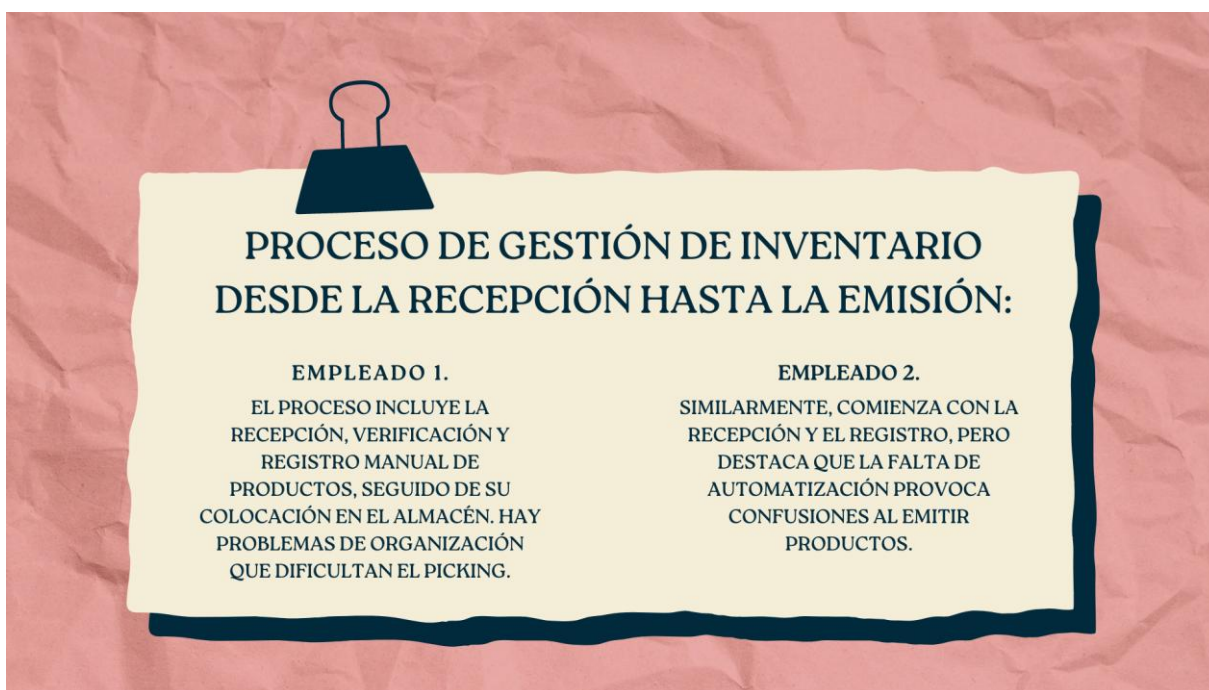 PROCESO DE GESTIÓN DE INVENTARIO
DESDE LA RECEPCIÓN HASTA LA EMISIÓN:
EMPLEADO 1.
EL PROCESO INCLUYE LA
RECEPCIÓN, VERIFICACIÓN Y
REGISTRO MANUAL DE
PRODUCTOS, SEGUIDO DE SU
COLOCACIÓN EN EL ALMACÉN. HAY
PROBLEMAS DE ORGANIZACIÓN
QUE DIFICULTAN EL PICKING.
EMPLEADO 2.
SIMILARMENTE, COMIENZA CON LA
RECEPCIÓN Y EL REGISTRO, PERO
DESTACA QUE LA FALTA DE
AUTOMATIZACIÓN PROVOCA
CONFUSIONES AL EMITIR
PRODUCTOS.